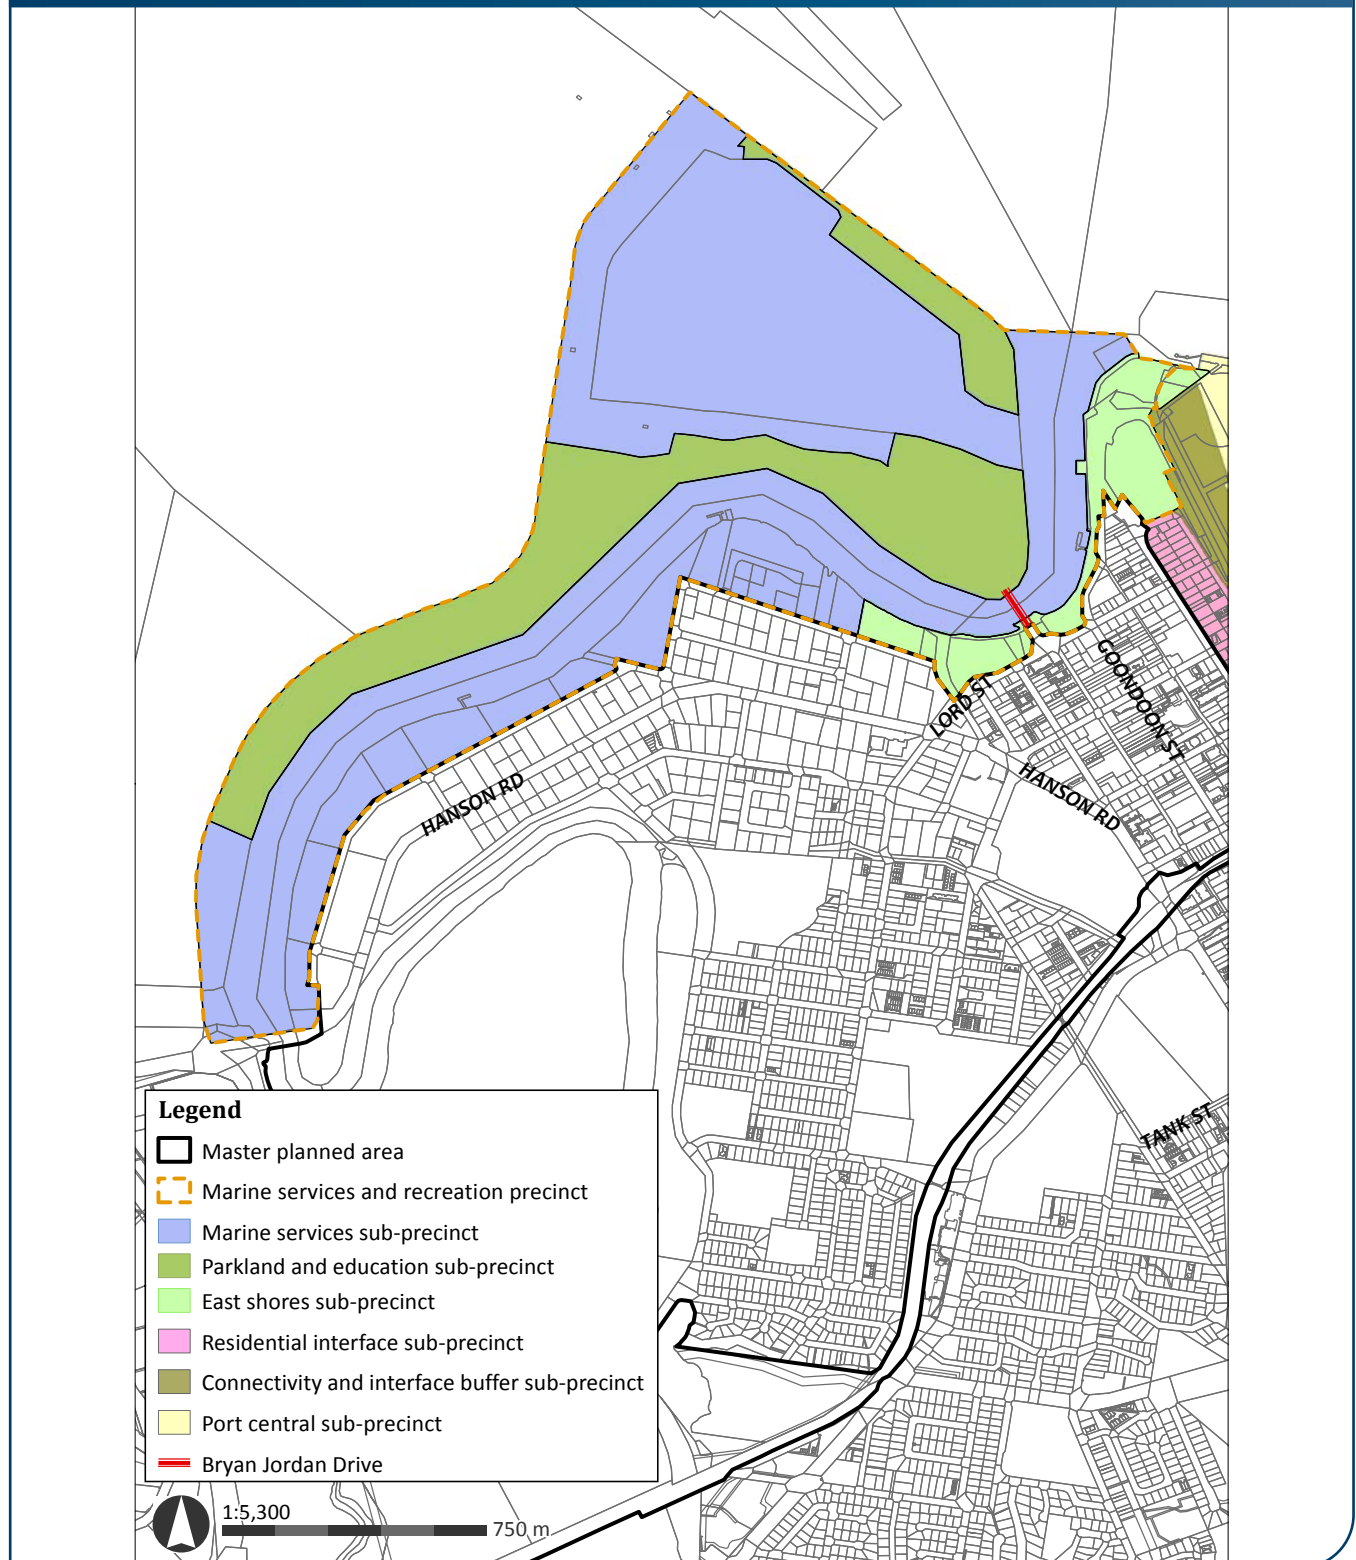 LORD ST
GOONDOON ST
HANSON RD
HANSON RD
TANK ST
Legend
Master planned area
Marine services and recreation precinct
Marine services sub-precinct
Parkland and education sub-precinct
East shores sub-precinct
Residential interface sub-precinct
Connectivity and interface buffer sub-precinct
Port central sub-precinct
Bryan Jordan Drive
1:5,300
750 m